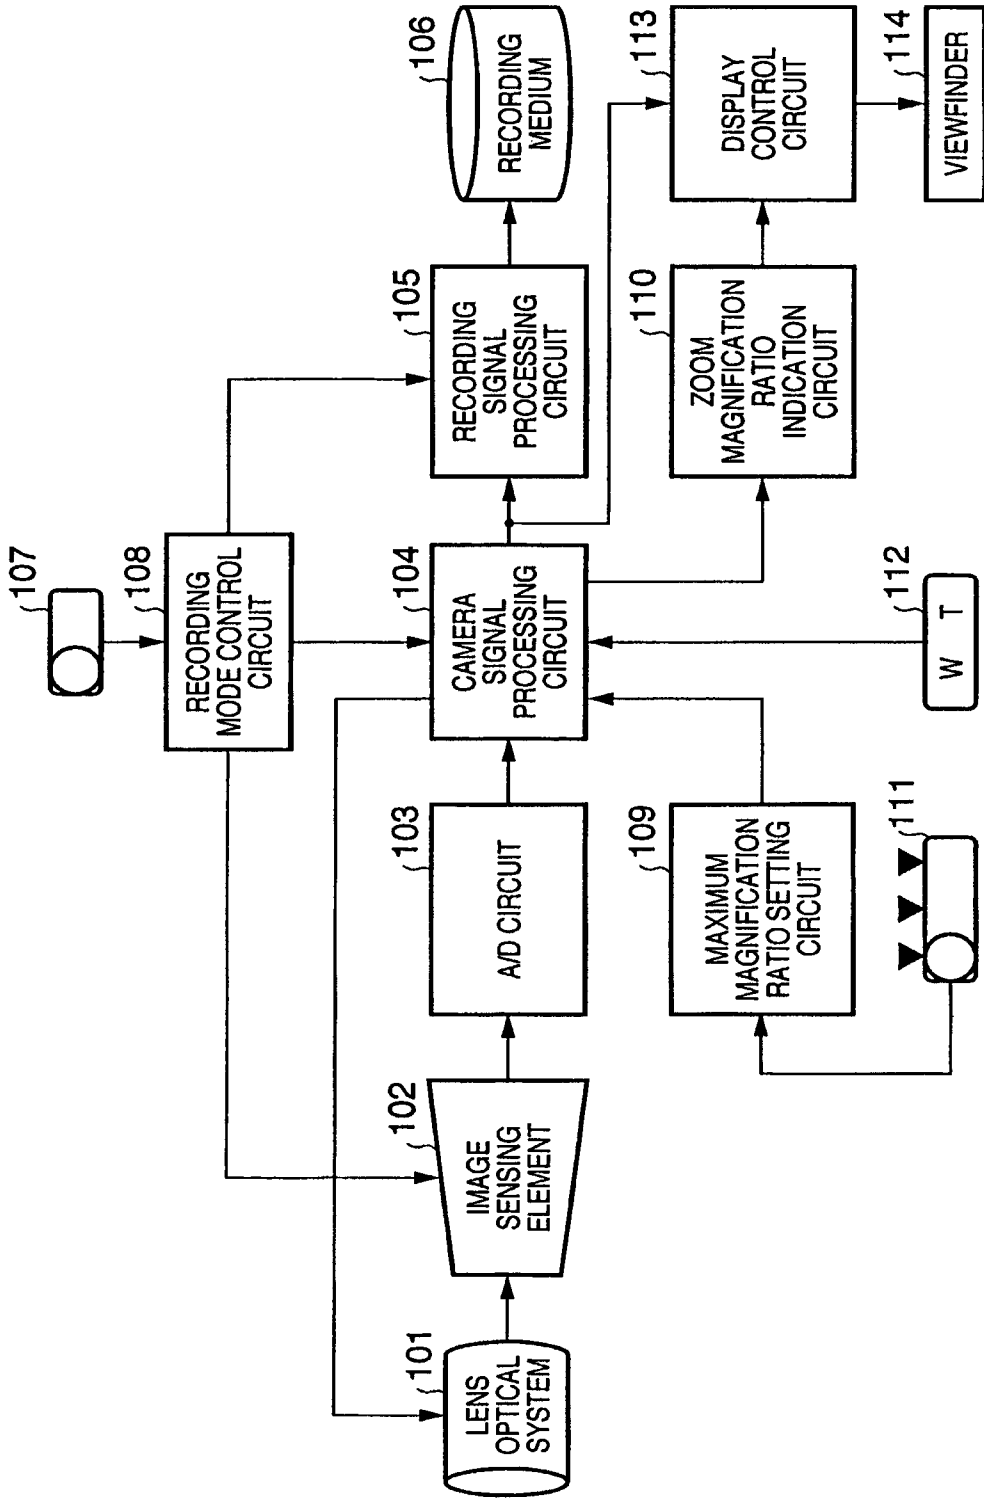 107
108
RECORDING
MODE CONTROL
CIRCUIT
101
LENS
OPTICAL
SYSTEM
102
IMAGE
SENSING
ELEMENT
103
A/D CIRCUIT
104
CAMERA
SIGNAL
PROCESSING
CIRCUIT
105
RECORDING
SIGNAL
PROCESSING
CIRCUIT
106
RECORDING
MEDIUM
109
MAXIMUM
MAGNIFICATION
RATIO SETTING
CIRCUIT
110
ZOOM
MAGNIFICATION
RATIO
INDICATION
CIRCUIT
113
DISPLAY
CONTROL
CIRCUIT
111
112
W T
114
VIEWFINDER